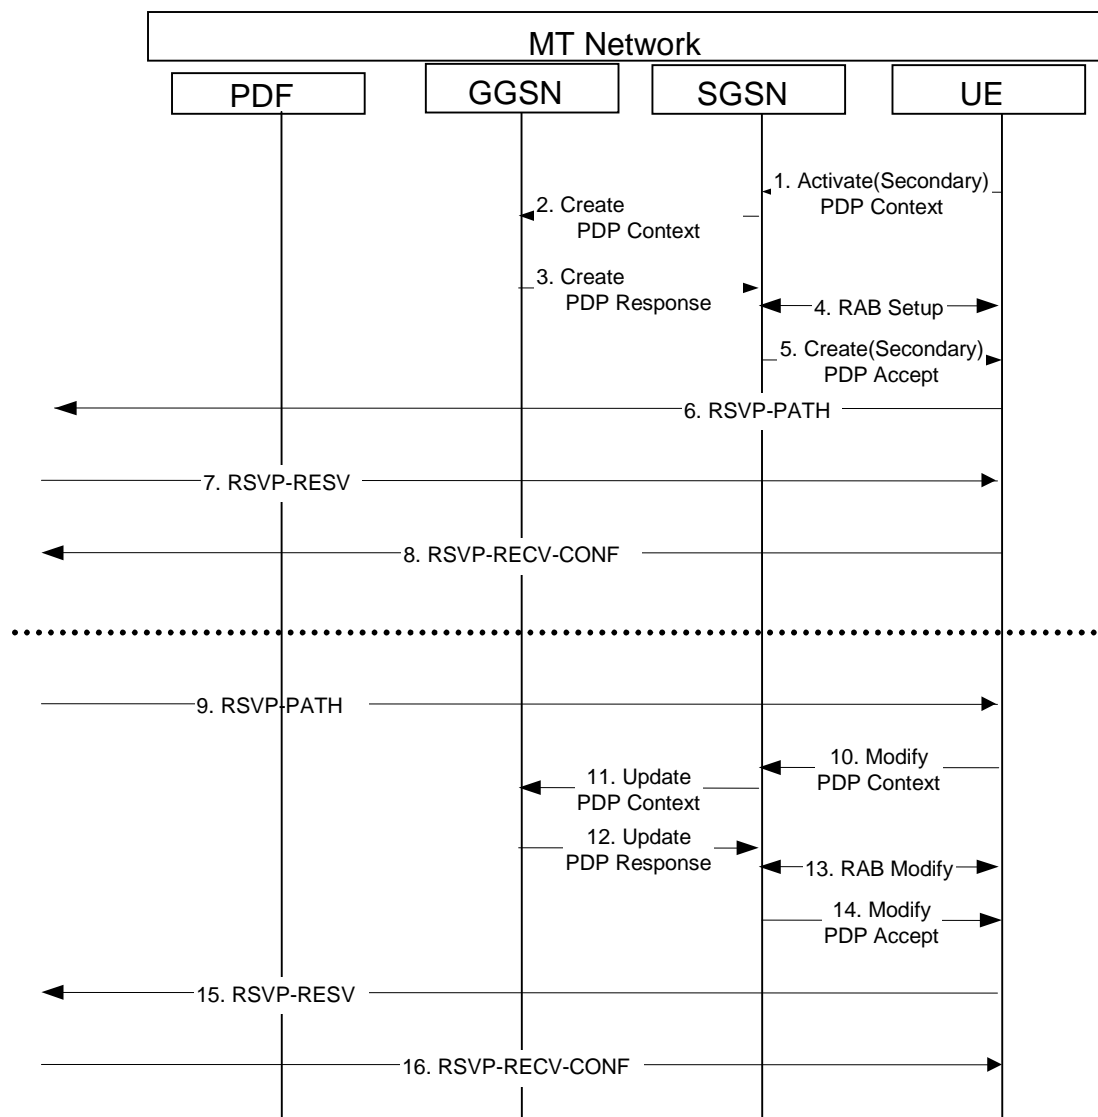 MT Network
PDF
GGSN
SGSN
UE
1. Activate(Secondary)
PDP Context
2. Create
PDP Context
3. Create
PDP Response
4. RAB Setup
5. Create(Secondary)
PDP Accept
6. RSVP-PATH
7. RSVP-RESV
8. RSVP-RECV-CONF
9. RSVP-PATH
10. Modify
PDP Context
11. Update
PDP Context
12. Update
PDP Response
13. RAB Modify
14. Modify
PDP Accept
15. RSVP-RESV
16. RSVP-RECV-CONF